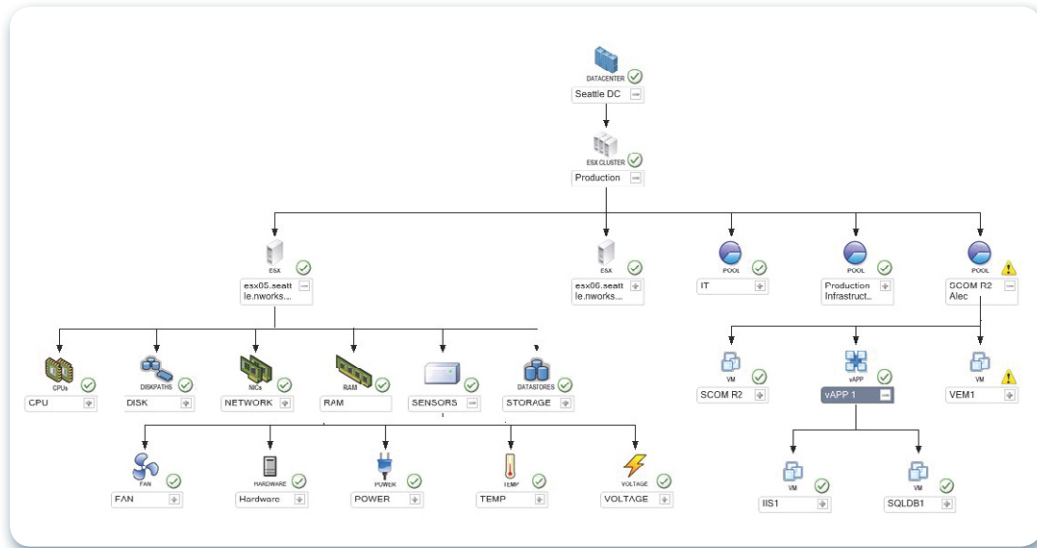 DATACENTER
Seattle DC
ESX CLUSTER
Production
ESX
esx05.seatt
le.nworks....
ESX
esx06.seatt
le.nworks....
POOL
IT
POOL
Production
Infrastruct...
POOL
SCOM R2
Alec
CPUs
CPU
DISKPATHS
DISK
NICs
NETWORK
RAM
RAM
SENSORS
DATASTORES
STORAGE
VM
SCOM R2
vAPP
vAPP 1
VM
VEM1
FAN
FAN
HARDWARE
Hardware
POWER
POWER
TEMP
TEMP
VOLTAGE
VOLTAGE
VM
IIS1
VM
SQLDB1